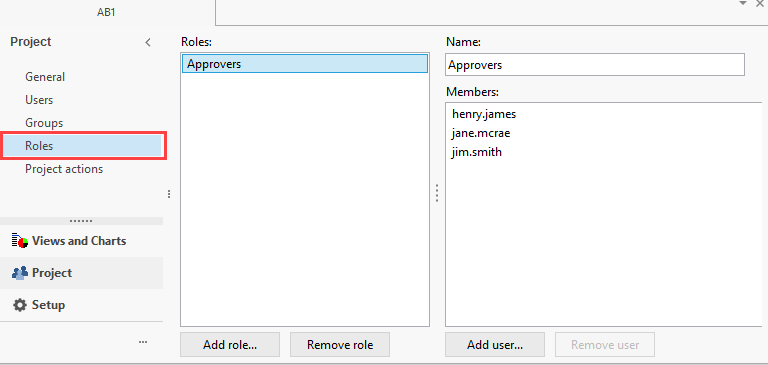 AB1
Project
General
Users
Groups
Roles
Project actions
Views and Charts
Project
Setup
...
Roles:
Approvers
Add role...
Remove role
Name:
Approvers
Members:
henry.james
jane.mcrae
jim.smith
Add user...
Remove user